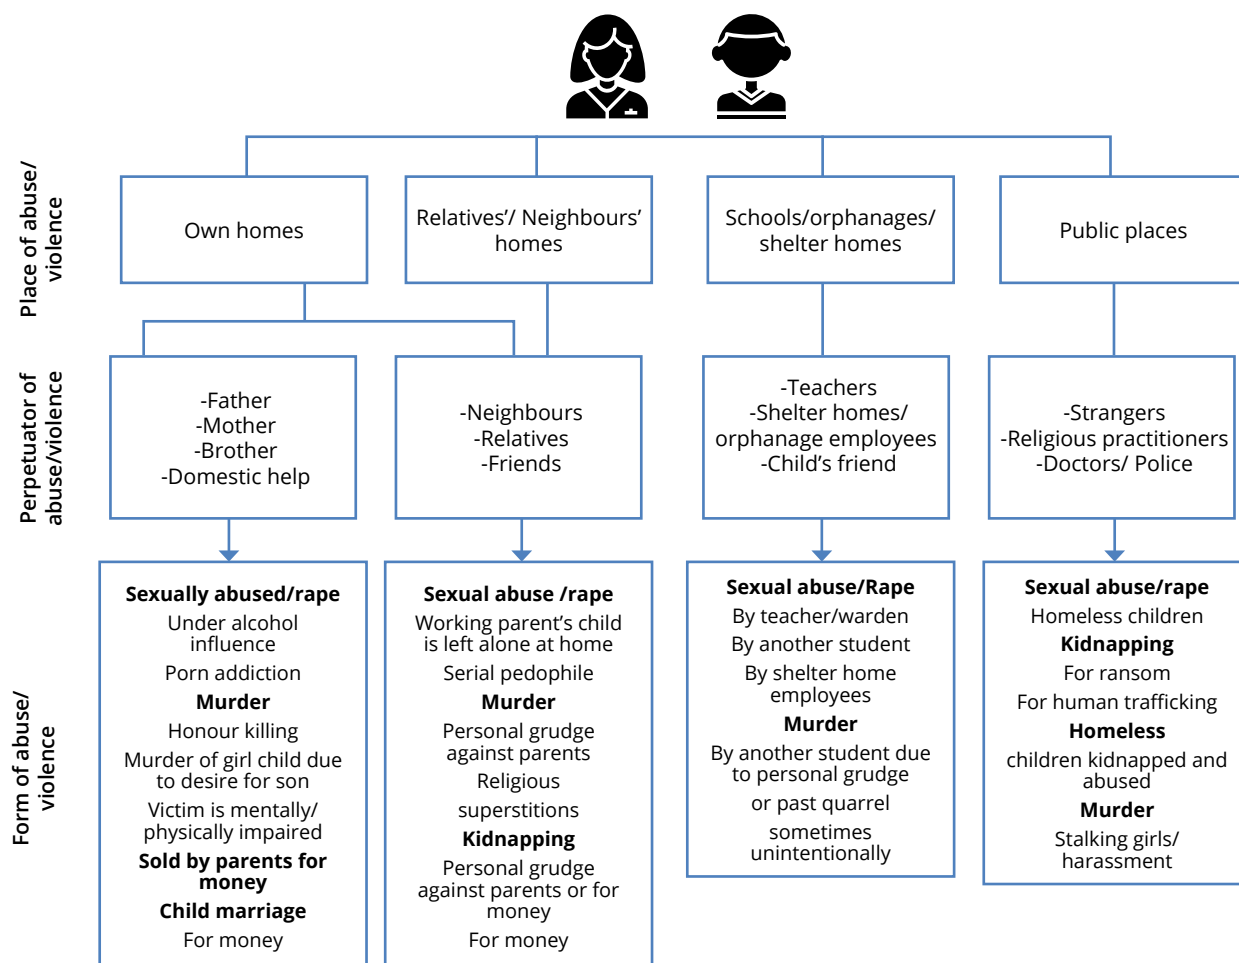 Place of abuse/
violence
Own homes
Relatives’/ Neighbours’
homes
Schools/orphanages/
shelter homes
Public places
Perpetuator of
abuse/violence
-Father
-Mother
-Brother
-Domestic help
-Neighbours
-Relatives
-Friends
-Teachers
-Shelter homes/
orphanage employees
-Child’s friend
-Strangers
-Religious practitioners
-Doctors/ Police
Form of abuse/
violence
Sexually abused/rape
Under alcohol
influence
Porn addiction
Murder
Honour killing
Murder of girl child due
to desire for son
Victim is mentally/
physically impaired
Sold by parents for
money
Child marriage
For money
Sexual abuse /rape
Working parent’s child
is left alone at home
Serial pedophile
Murder
Personal grudge
against parents
Religious
superstitions
Kidnapping
Personal grudge
against parents or for
money
For money
Sexual abuse/Rape
By teacher/warden
By another student
By shelter home
employees
Murder
By another student due
to personal grudge
or past quarrel
sometimes
unintentionally
Sexual abuse/rape
Homeless children
Kidnapping
For ransom
For human trafficking
Homeless
children kidnapped and
abused
Murder
Stalking girls/
harassment